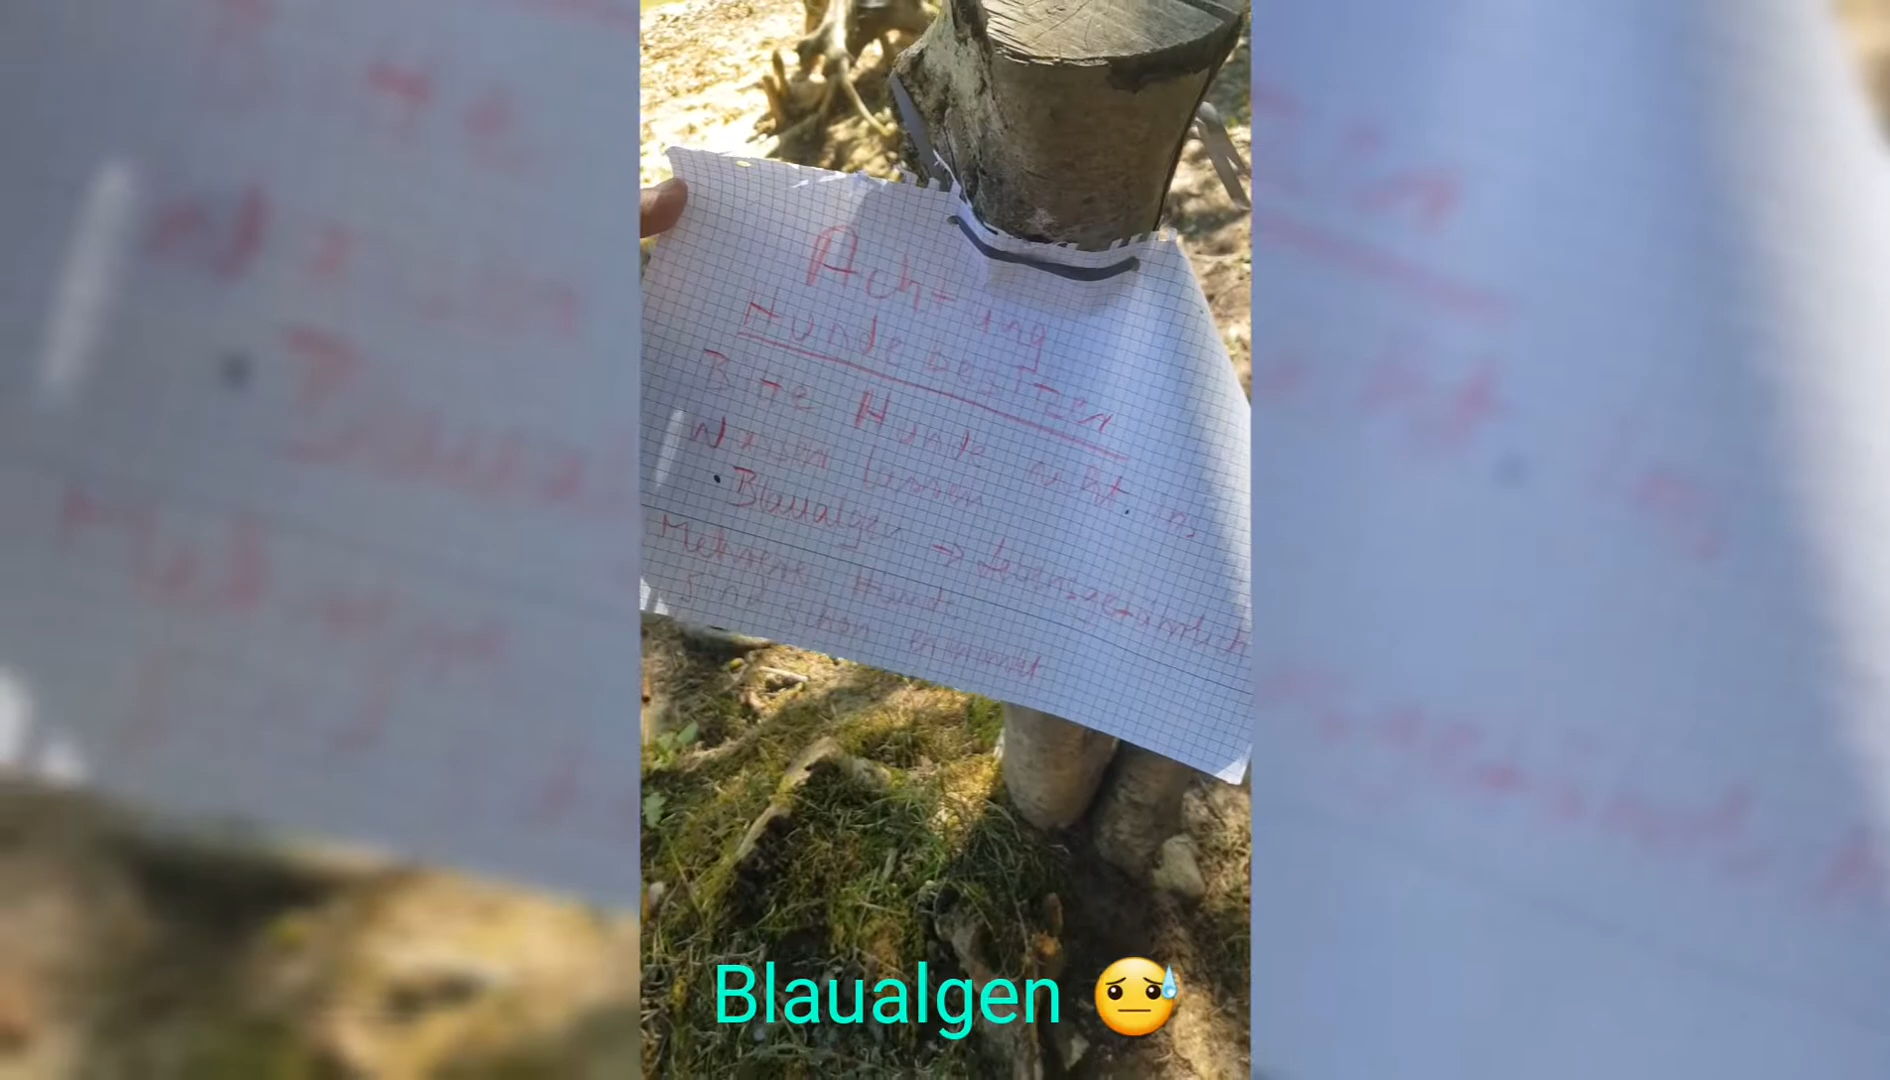 Achtung
Hundebesitzer
Bitte Hunde nicht ins
Wasser lassen
• Blaualgen → Lebensgefährlich
Mehrere Hunde
sind schon
Blaualgen 😓